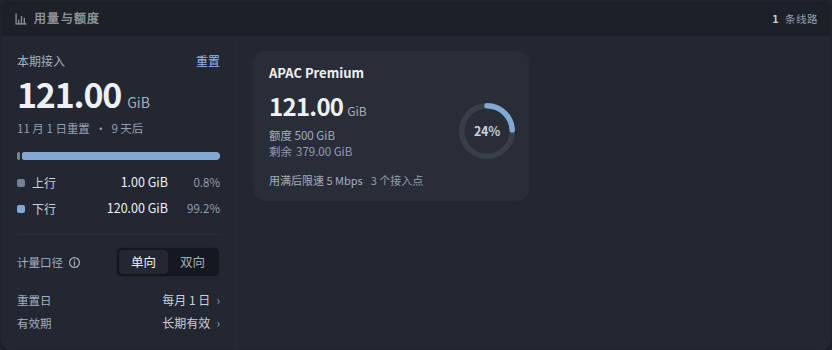 用量与额度
1 条线路
本期接入 重置
121.00 GiB
11 月 1 日重置 • 9 天后
上行 1.00 GiB 0.8%
下行 120.00 GiB 99.2%
计量口径 单向 双向
重置日 每月 1 日 ›
有效期 长期有效 ›
APAC Premium
121.00 GiB
额度 500 GiB
剩余 379.00 GiB
24%
用满后限速 5 Mbps 3 个接入点